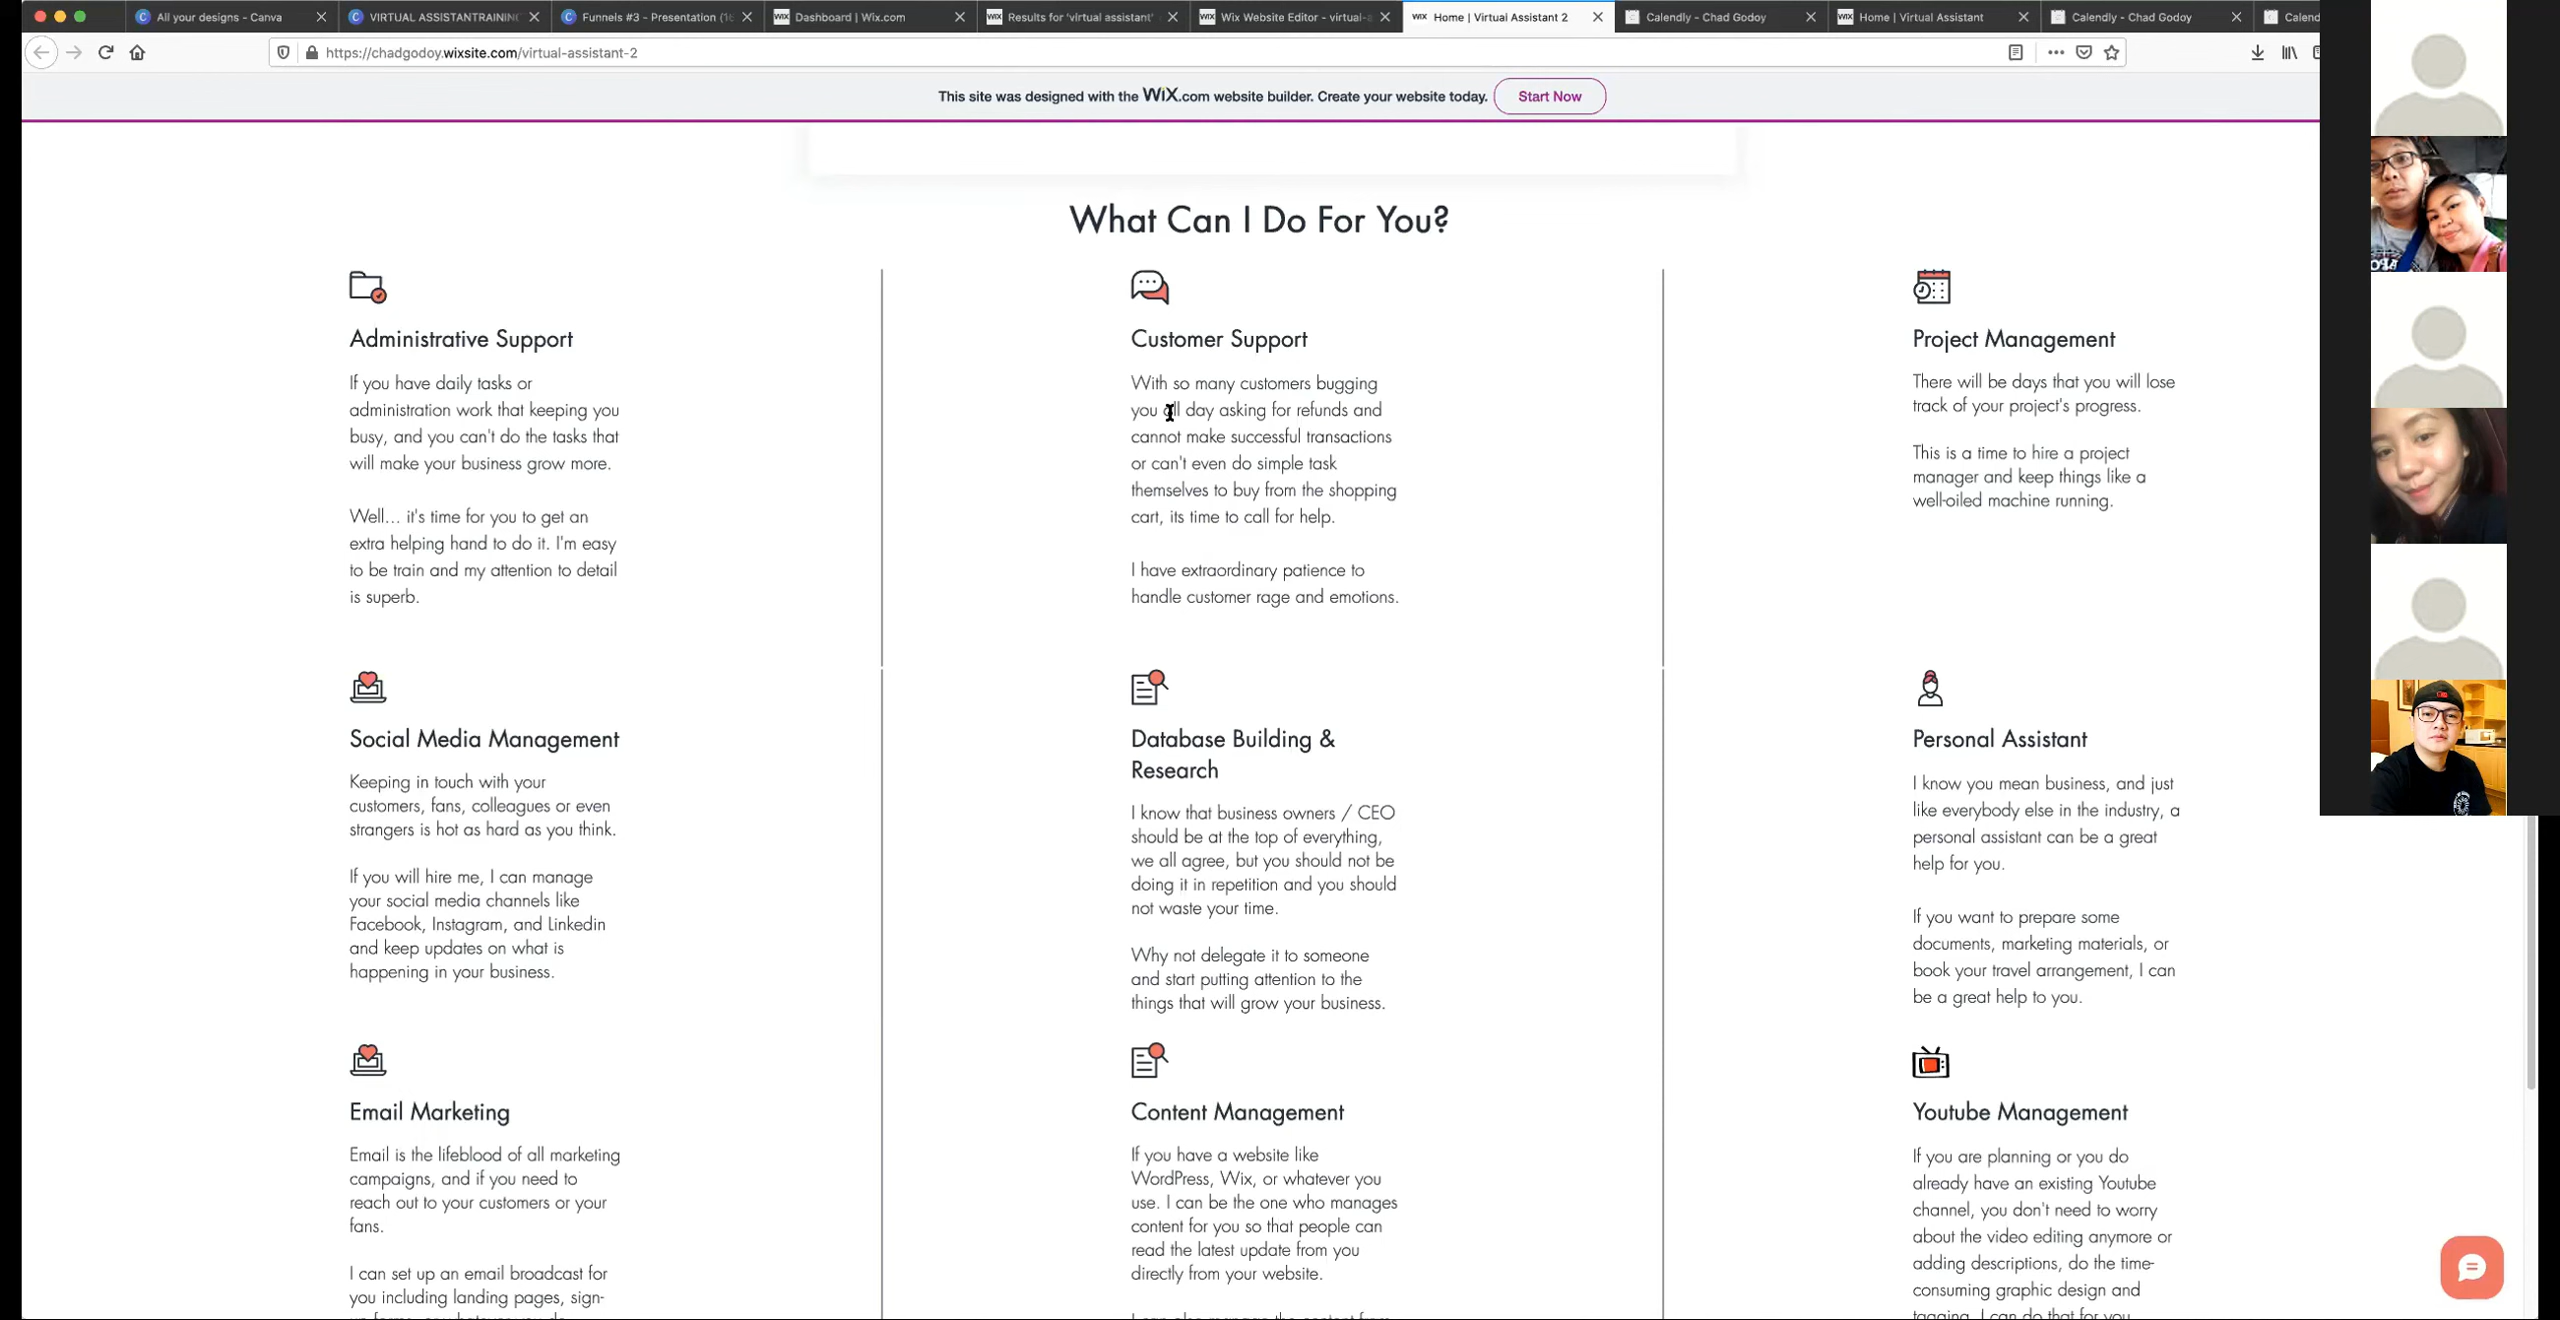 All your designs - Canva
VIRTUAL ASSISTANTRAININ
Funnels #3 - Presentation (1
Dashboard | Wix.com
Results for 'virtual assistant'
Wix Website Editor - virtual-a
Home | Virtual Assistant 2
Calendly - Chad Godoy
Home | Virtual Assistant
Calendly - Chad Godoy
Calend
https://chadgodoy.wixsite.com/virtual-assistant-2
This site was designed with the WIX.com website builder. Create your website today.
Start Now
What Can I Do For You?
Administrative Support
If you have daily tasks or
administration work that keeping you
busy, and you can't do the tasks that
will make your business grow more.
Well... it's time for you to get an
extra helping hand to do it. I'm easy
to be train and my attention to detail
is superb.
Customer Support
With so many customers bugging
you all day asking for refunds and
cannot make successful transactions
or can't even do simple task
themselves to buy from the shopping
cart, its time to call for help.
I have extraordinary patience to
handle customer rage and emotions.
Project Management
There will be days that you will lose
track of your project's progress.
This is a time to hire a project
manager and keep things like a
well-oiled machine running.
Social Media Management
Keeping in touch with your
customers, fans, colleagues or even
strangers is hot as hard as you think.
If you will hire me, I can manage
your social media channels like
Facebook, Instagram, and Linkedin
and keep updates on what is
happening in your business.
Database Building &
Research
I know that business owners / CEO
should be at the top of everything,
we all agree, but you should not be
doing it in repetition and you should
not waste your time.
Why not delegate it to someone
and start putting attention to the
things that will grow your business.
Personal Assistant
I know you mean business, and just
like everybody else in the industry, a
personal assistant can be a great
help for you.
If you want to prepare some
documents, marketing materials, or
book your travel arrangement, I can
be a great help to you.
Email Marketing
Email is the lifeblood of all marketing
campaigns, and if you need to
reach out to your customers or your
fans.
I can set up an email broadcast for
you including landing pages, sign-
Content Management
If you have a website like
WordPress, Wix, or whatever you
use. I can be the one who manages
content for you so that people can
read the latest update from you
directly from your website.
Youtube Management
If you are planning or you do
already have an existing Youtube
channel, you don't need to worry
about the video editing anymore or
adding descriptions, do the time-
consuming graphic design and
tagging. I can do that for you